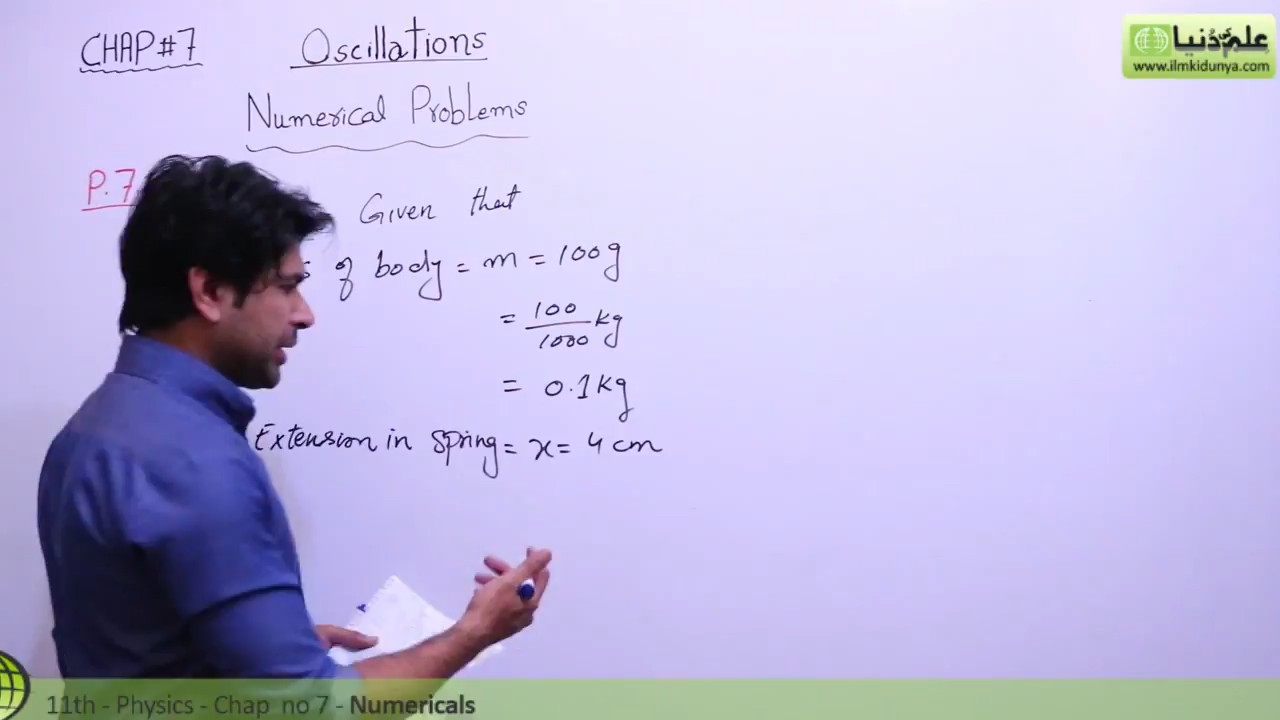 CHAP#7 Oscillations
Numerical Problems
P.7
Given that
of body = m = 100g
= 100/1000 kg
= 0.1kg
Extension in spring = x = 4 cm
علم کی دُنیا
www.ilmkidunya.com
11th - Physics - Chap no 7 - Numericals